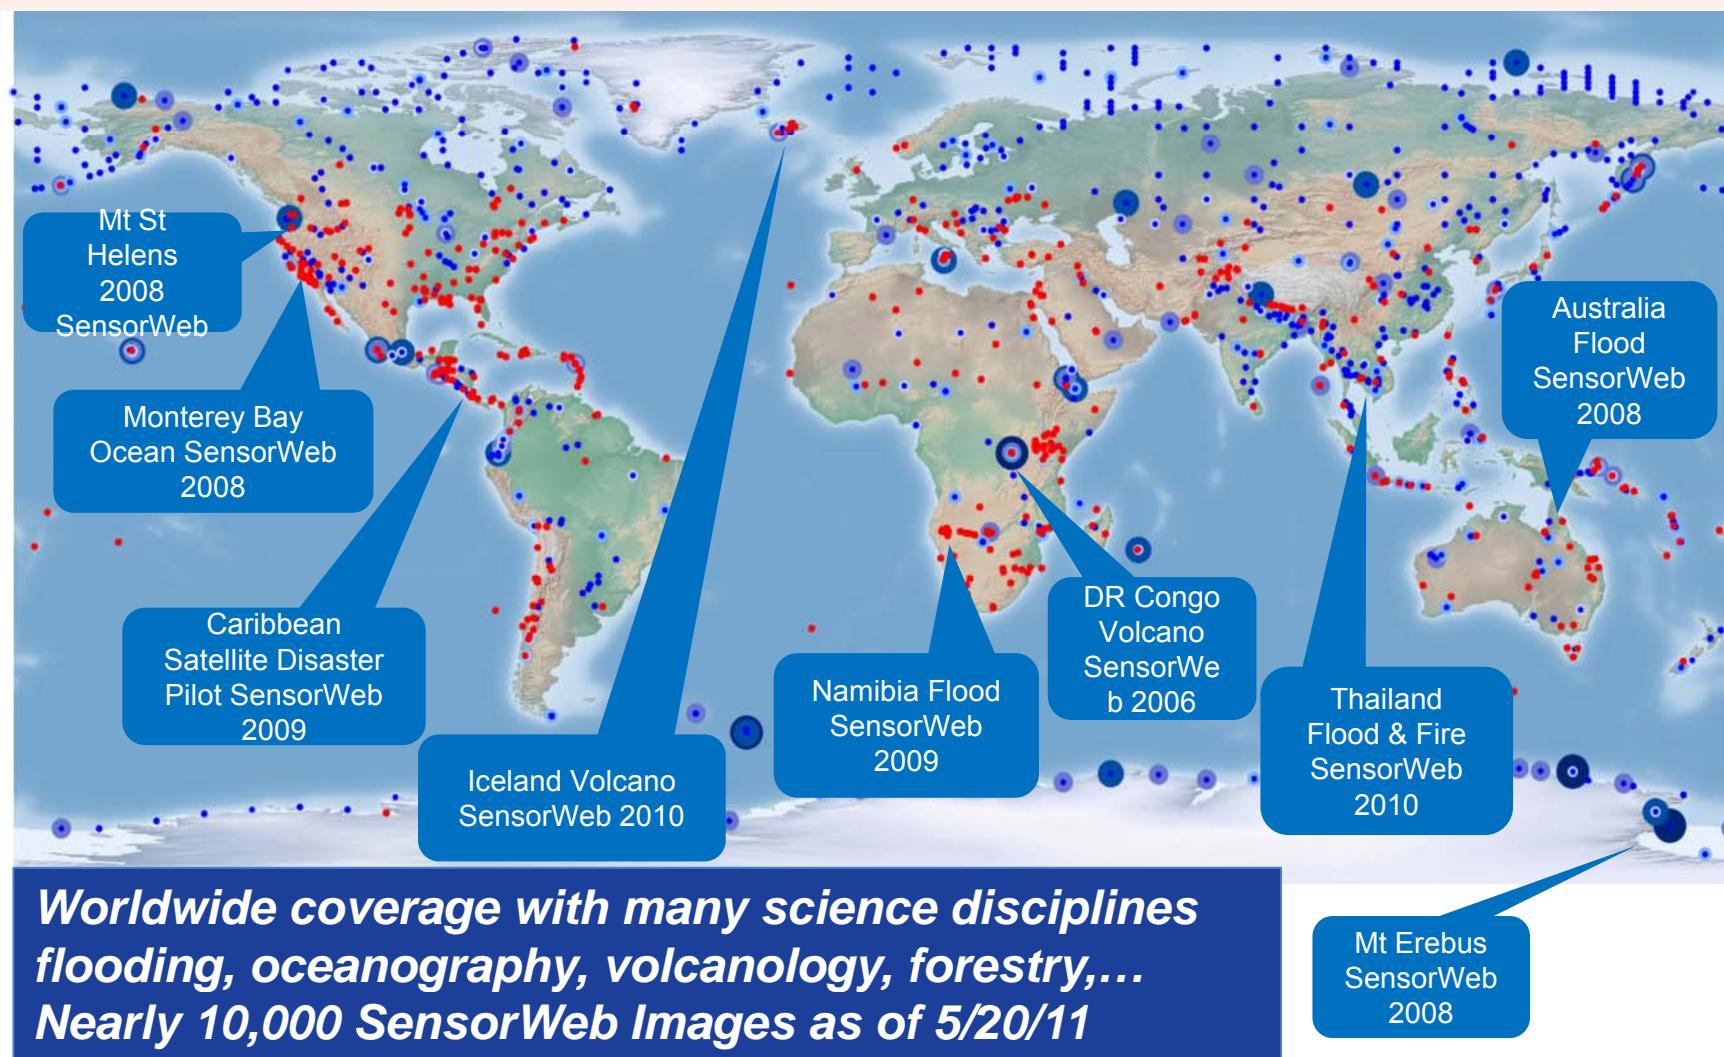 Mt St
Helens
2008
SensorWeb
Monterey Bay
Ocean SensorWeb
2008
Caribbean
Satellite Disaster
Pilot SensorWeb
2009
Iceland Volcano
SensorWeb 2010
Namibia Flood
SensorWeb
2009
DR Congo
Volcano
SensorWe
b 2006
Thailand
Flood & Fire
SensorWeb
2010
Australia
Flood
SensorWeb
2008
Mt Erebus
SensorWeb
2008
Worldwide coverage with many science disciplines
flooding, oceanography, volcanology, forestry,…
Nearly 10,000 SensorWeb Images as of 5/20/11